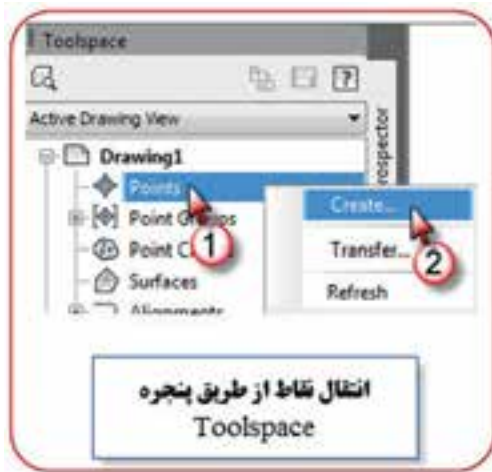 Toolspace
Active Drawing View
Prospector
Drawing1
Points
Create...
Point Groups
1
Transfer...
2
Surfaces
Refresh
Alignments
انتقال نقاط از طریق پنجره
Toolspace